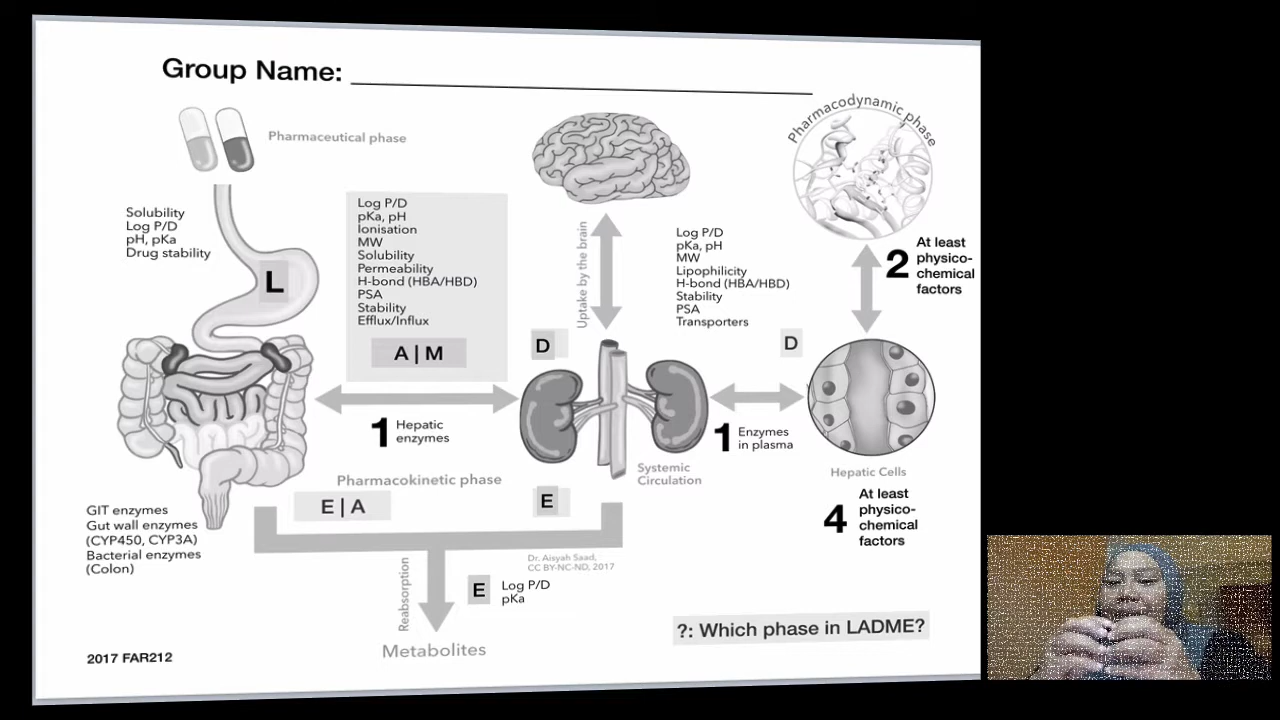 Group Name:
Pharmaceutical phase
Solubility
Log P/D
pH, pKa
Drug stability
L
Log P/D
pKa, pH
Ionisation
MW
Solubility
Permeability
H-bond (HBA/HBD)
PSA
Stability
Efflux/Influx
A | M
1 Hepatic
enzymes
Pharmacokinetic phase
E | A
GIT enzymes
Gut wall enzymes
(CYP450, CYP3A)
Bacterial enzymes
(Colon)
Uptake by the brain
Log P/D
pKa, pH
MW
Lipophilicity
H-bond (HBA/HBD)
Stability
PSA
Transporters
D
D
1 Enzymes
in plasma
Systemic
Circulation
E
Pharmacodynamic phase
2 At least
physico-
chemical
factors
Hepatic Cells
4 At least
physico-
chemical
factors
Dr. Aisyah Saad,
CC BY-NC-ND, 2017
Reabsorption
E Log P/D
pKa
Metabolites
?: Which phase in LADME?
2017 FAR212